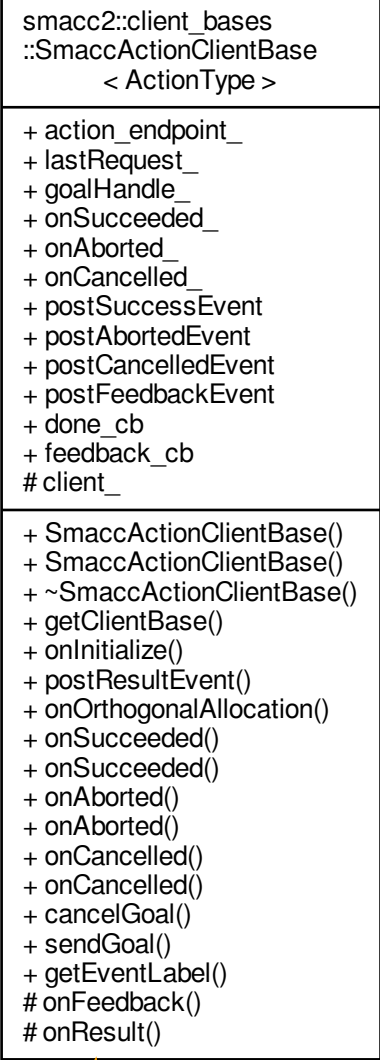 smacc2::client_bases
::SmaccActionClientBase
< ActionType >
+ action_endpoint_
+ lastRequest_
+ goalHandle_
+ onSucceeded_
+ onAborted_
+ onCancelled_
+ postSuccessEvent
+ postAbortedEvent
+ postCancelledEvent
+ postFeedbackEvent
+ done_cb
+ feedback_cb
# client_
+ SmaccActionClientBase()
+ SmaccActionClientBase()
+ ~SmaccActionClientBase()
+ getClientBase()
+ onInitialize()
+ postResultEvent()
+ onOrthogonalAllocation()
+ onSucceeded()
+ onSucceeded()
+ onAborted()
+ onAborted()
+ onCancelled()
+ onCancelled()
+ cancelGoal()
+ sendGoal()
+ getEventLabel()
# onFeedback()
# onResult()